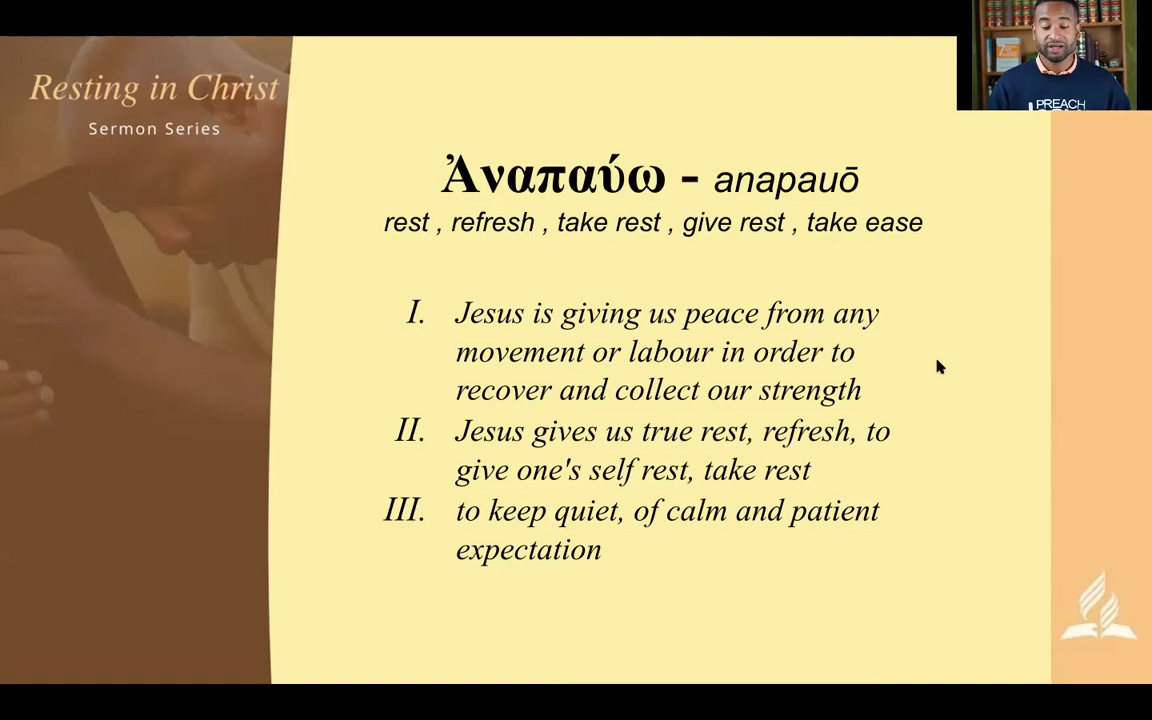 Resting in Christ
Sermon Series
PREACH
Ἀναπαύω - anapauō
rest , refresh , take rest , give rest , take ease
I. Jesus is giving us peace from any
movement or labour in order to
recover and collect our strength
II. Jesus gives us true rest, refresh, to
give one's self rest, take rest
III. to keep quiet, of calm and patient
expectation